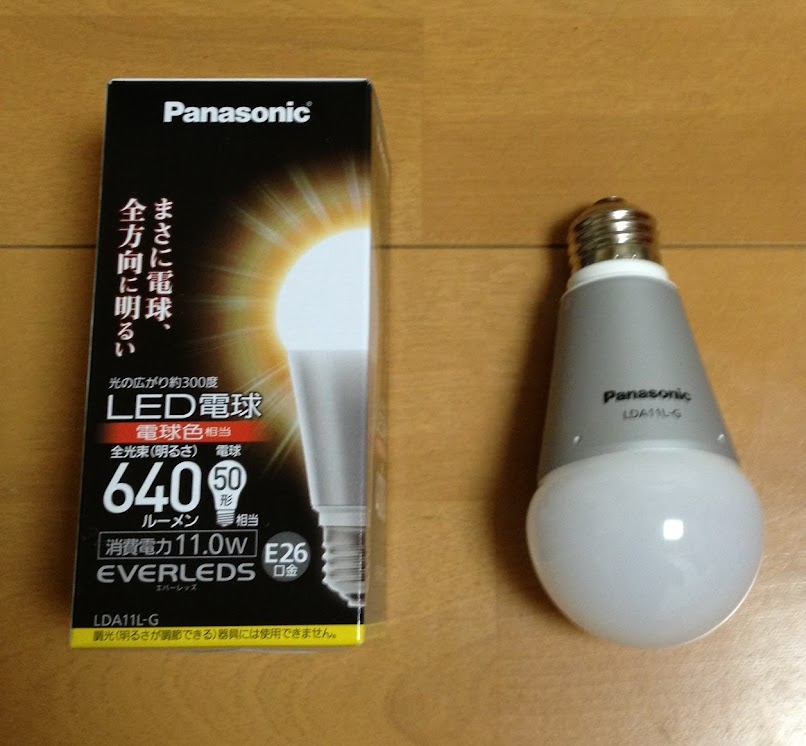 Panasonic
まさに電球、
全方向に明るい
光の広がり約300度
LED電球
電球色相当
全光束(明るさ) 電球
640 50形
ルーメン 相当
消費電力11.0W
E26
口金
EVERLEDS
エバーレッズ
LDA11L-G
調光(明るさが調節できる)器具には使用できません。
Panasonic
LDA11L-G